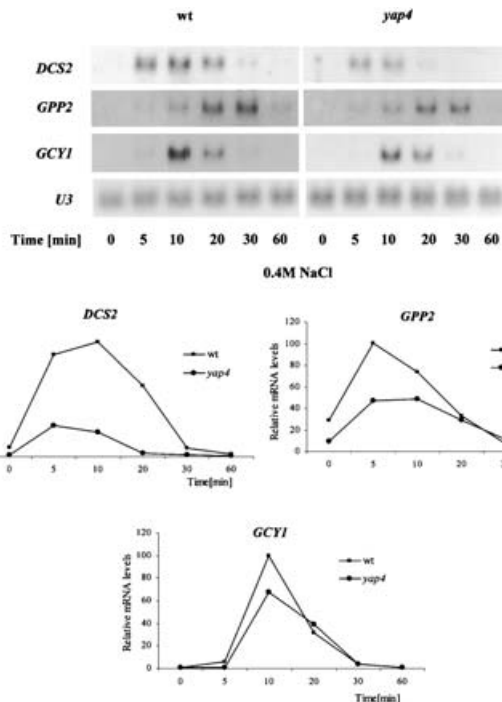 wt yap4
DCS2
GPP2
GCY1
U3
Time [min] 0 5 10 20 30 60 0 5 10 20 30 60
0.4M NaCl
DCS2
wt
yap4
0 5 10 20 30 60
Time[min]
GPP2
Relative mRNA levels
120
100
80
60
40
20
0
0 5 10 20
GCY1
Relative mRNA levels
120
100
80
60
40
20
0
wt
yap4
0 5 10 20 30 60
Time[min]